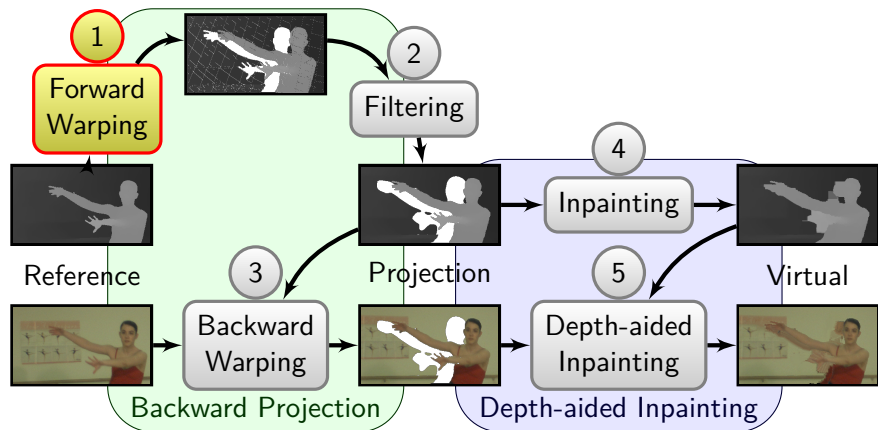 1
Forward
Warping
2
Filtering
4
Inpainting
Reference
Projection
Virtual
3
Backward
Warping
5
Depth-aided
Inpainting
Backward Projection
Depth-aided Inpainting